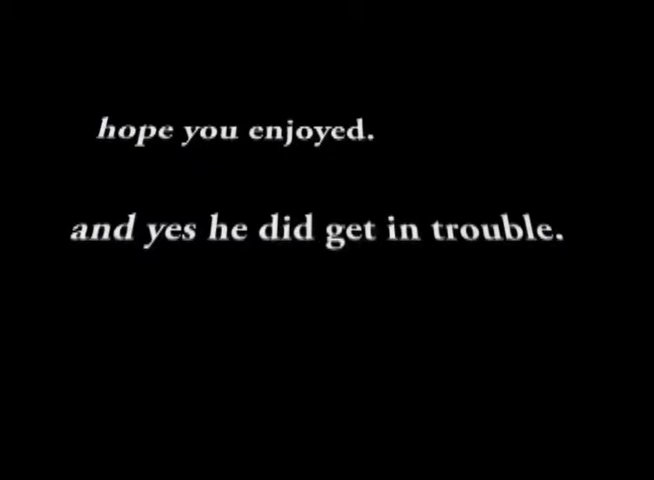 hope you enjoyed.
and yes he did get in trouble.